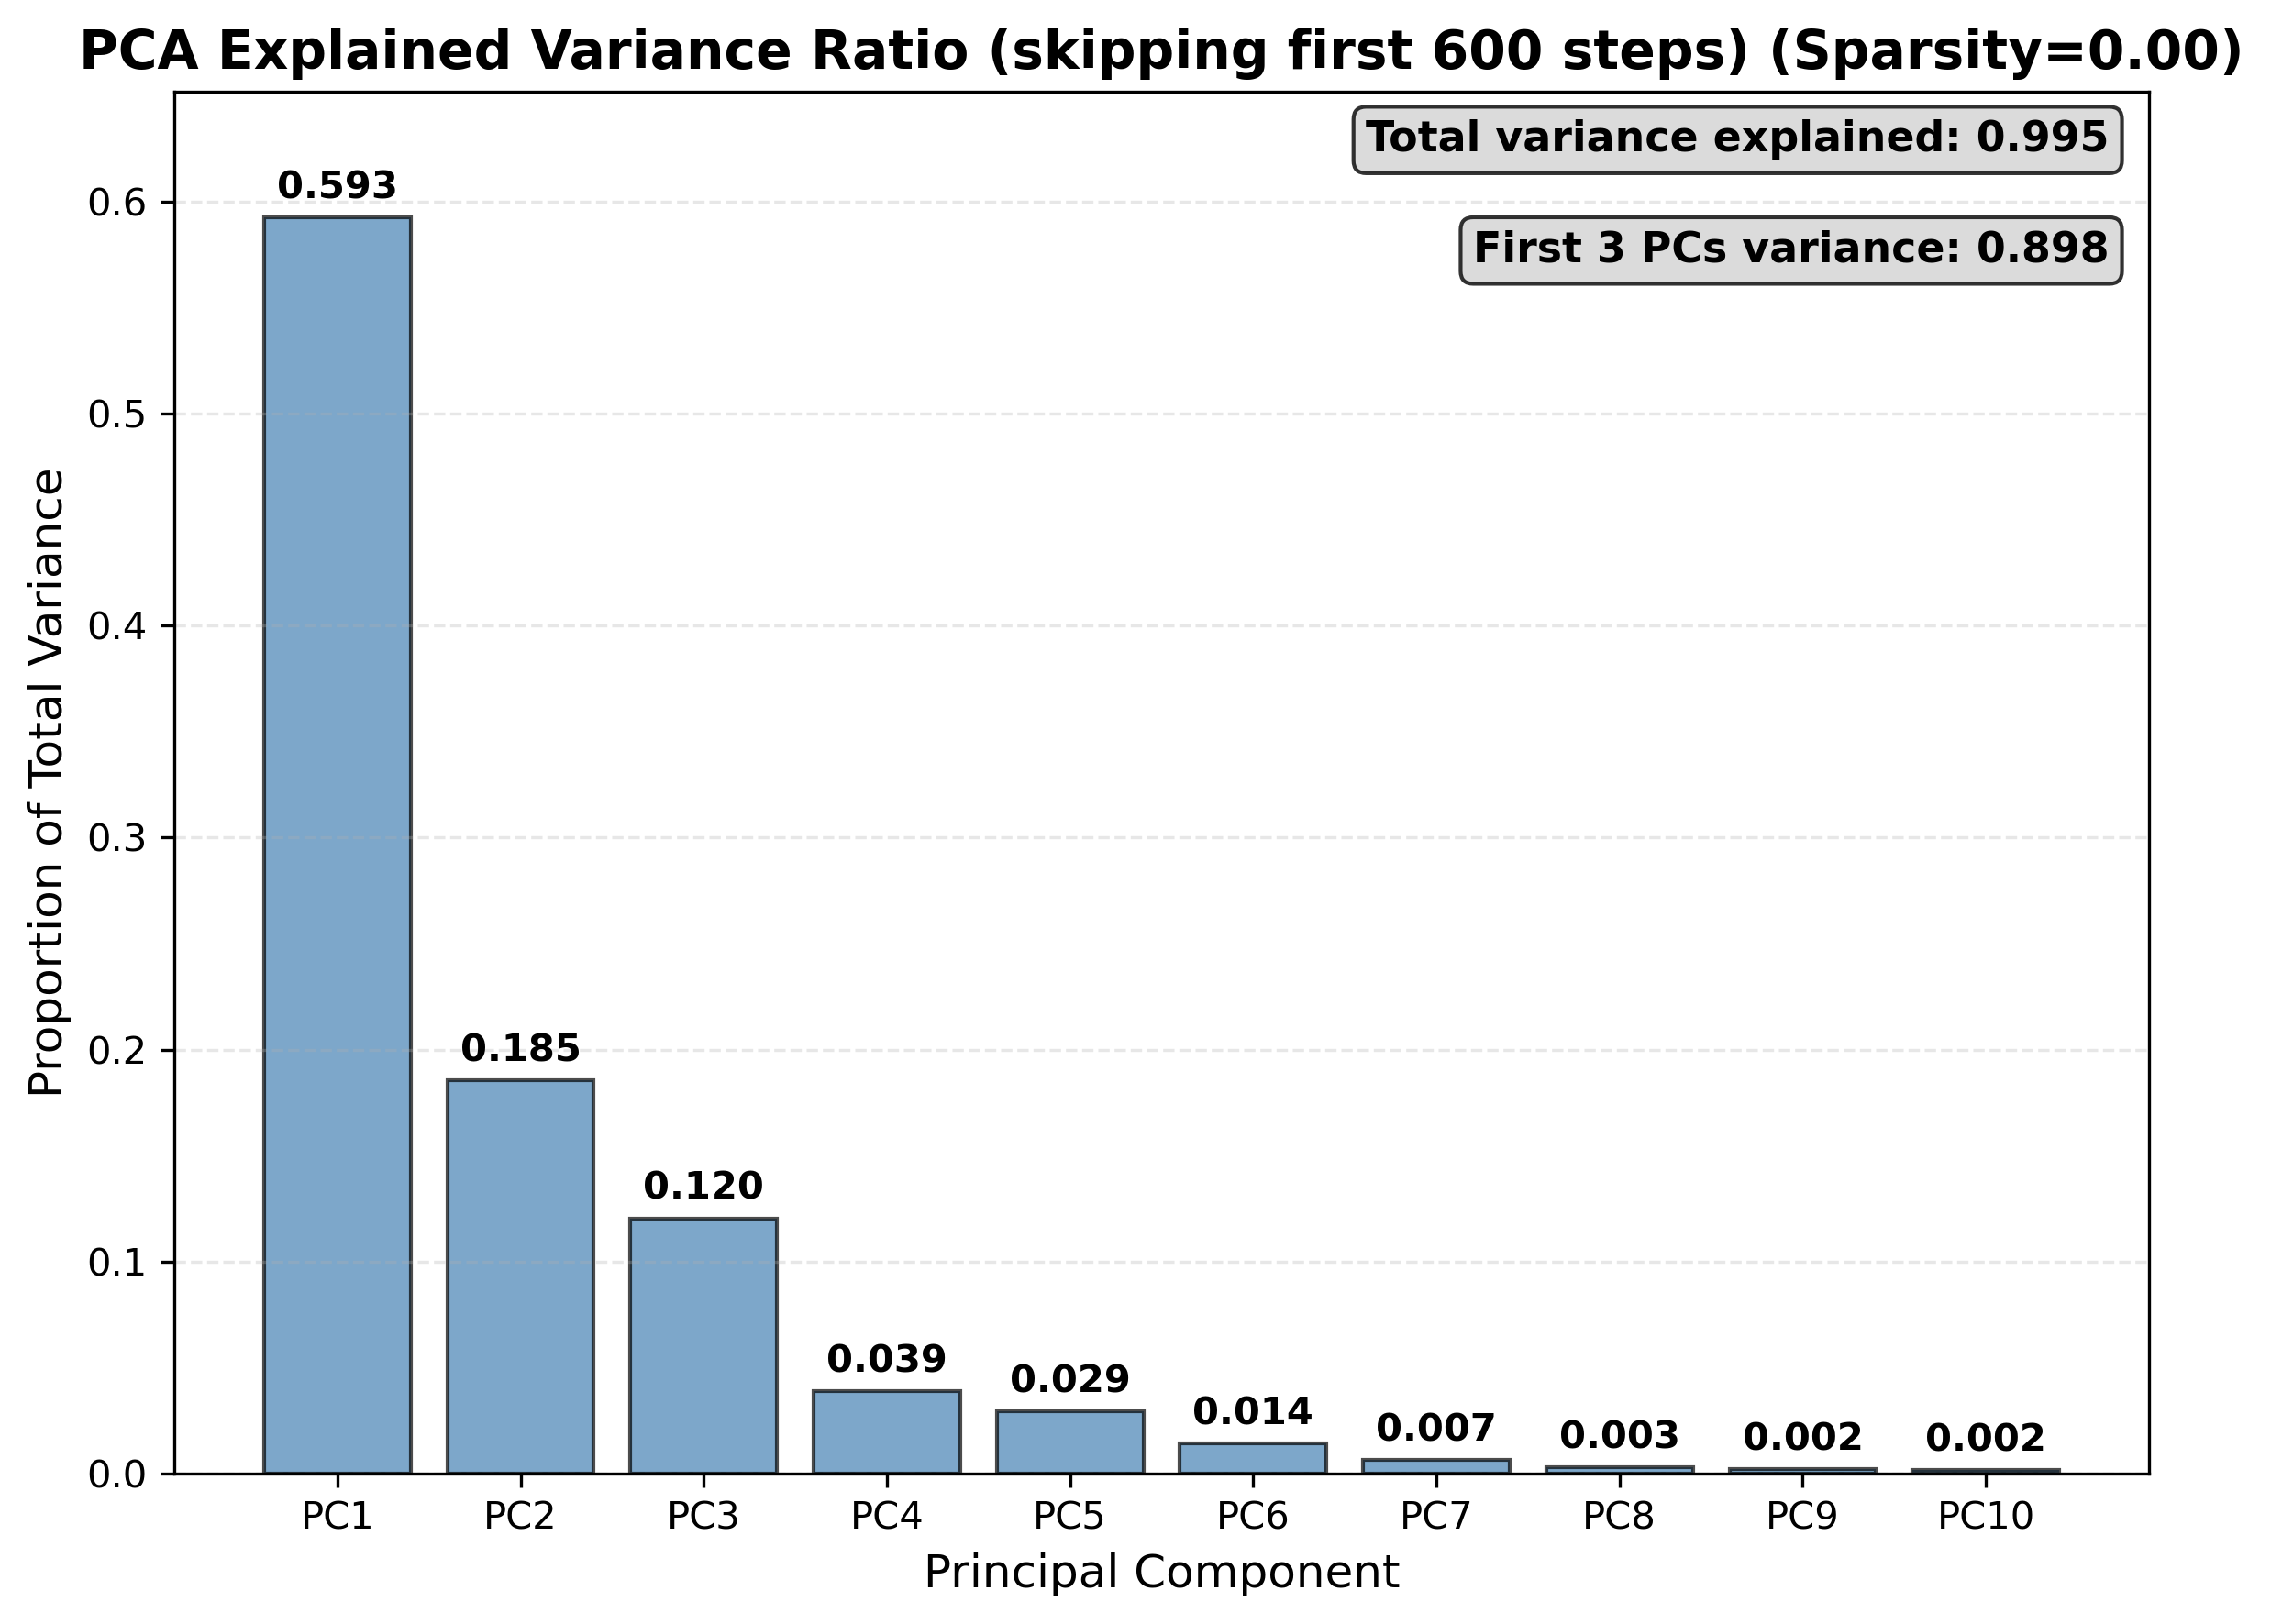 PCA Explained Variance Ratio (skipping first 600 steps) (Sparsity=0.00)
Total variance explained: 0.995
First 3 PCs variance: 0.898
Proportion of Total Variance
0.6
0.5
0.4
0.3
0.2
0.1
0.0
0.593
0.185
0.120
0.039
0.029
0.014
0.007
0.003
0.002
0.002
PC1 PC2 PC3 PC4 PC5 PC6 PC7 PC8 PC9 PC10
Principal Component